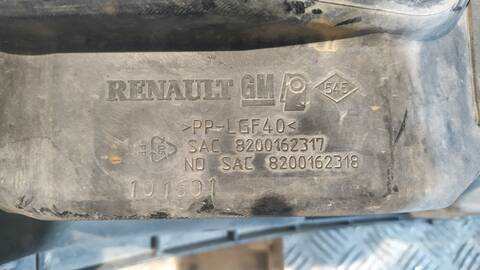 RENAULT GM 545
>PP-LGF40<
SAC 8200162317
ND SAC 8200162318